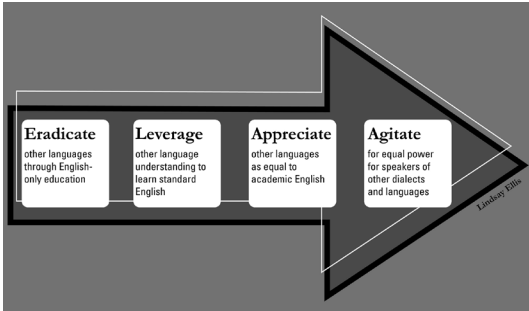 Eradicate
other languages
through English-
only education
Leverage
other language
understanding to
learn standard
English
Appreciate
other languages
as equal to
academic English
Agitate
for equal power
for speakers of
other dialects
and languages
Lindsay Ellis